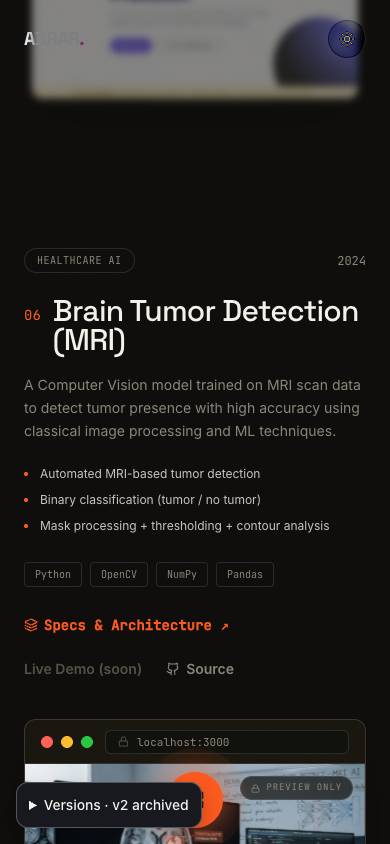 HEALTHCARE AI
2024
06 Brain Tumor Detection
(MRI)
A Computer Vision model trained on MRI scan data
to detect tumor presence with high accuracy using
classical image processing and ML techniques.
• Automated MRI-based tumor detection
• Binary classification (tumor / no tumor)
• Mask processing + thresholding + contour analysis
Python OpenCV NumPy Pandas
Specs & Architecture ↗
Live Demo (soon) Source
localhost:3000
PREVIEW ONLY
▶ Versions · v2 archived